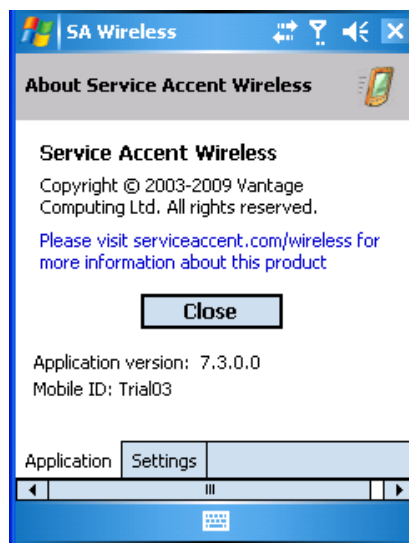 SA Wireless
About Service Accent Wireless
Service Accent Wireless
Copyright © 2003-2009 Vantage
Computing Ltd. All rights reserved.
Please visit serviceaccent.com/wireless for
more information about this product
Close
Application version: 7.3.0.0
Mobile ID: Trial03
Application Settings